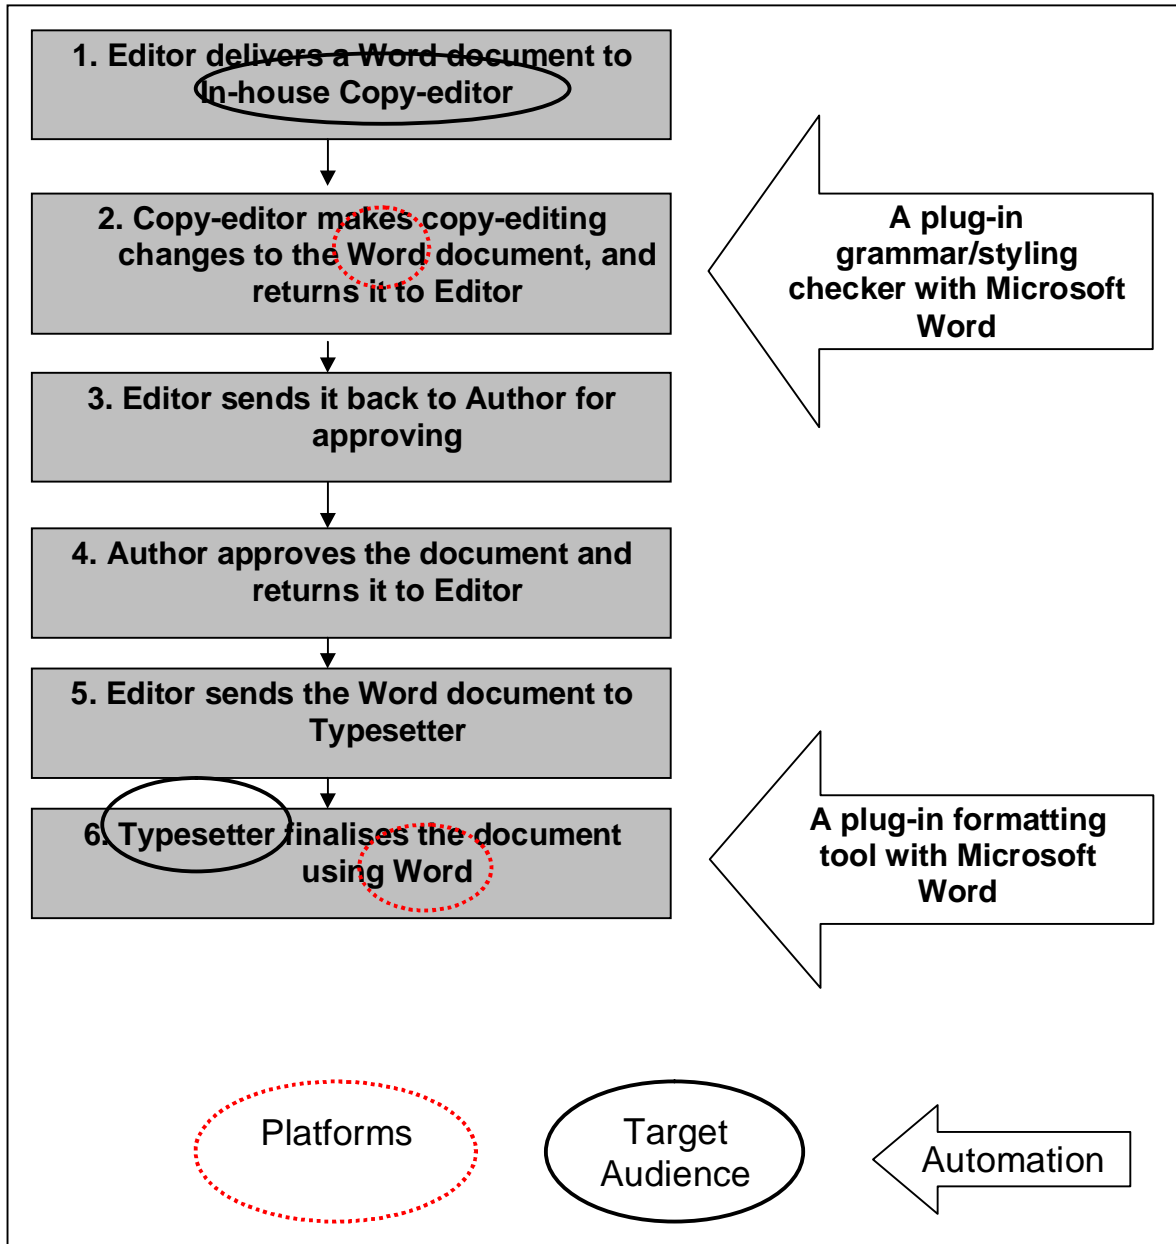 1. Editor delivers a Word document to
In-house Copy-editor
2. Copy-editor makes copy-editing
changes to the Word document, and
returns it to Editor
A plug-in
grammar/styling
checker with Microsoft
Word
3. Editor sends it back to Author for
approving
4. Author approves the document and
returns it to Editor
5. Editor sends the Word document to
Typesetter
6. Typesetter finalises the document
using Word
A plug-in formatting
tool with Microsoft
Word
Platforms
Target
Audience
Automation